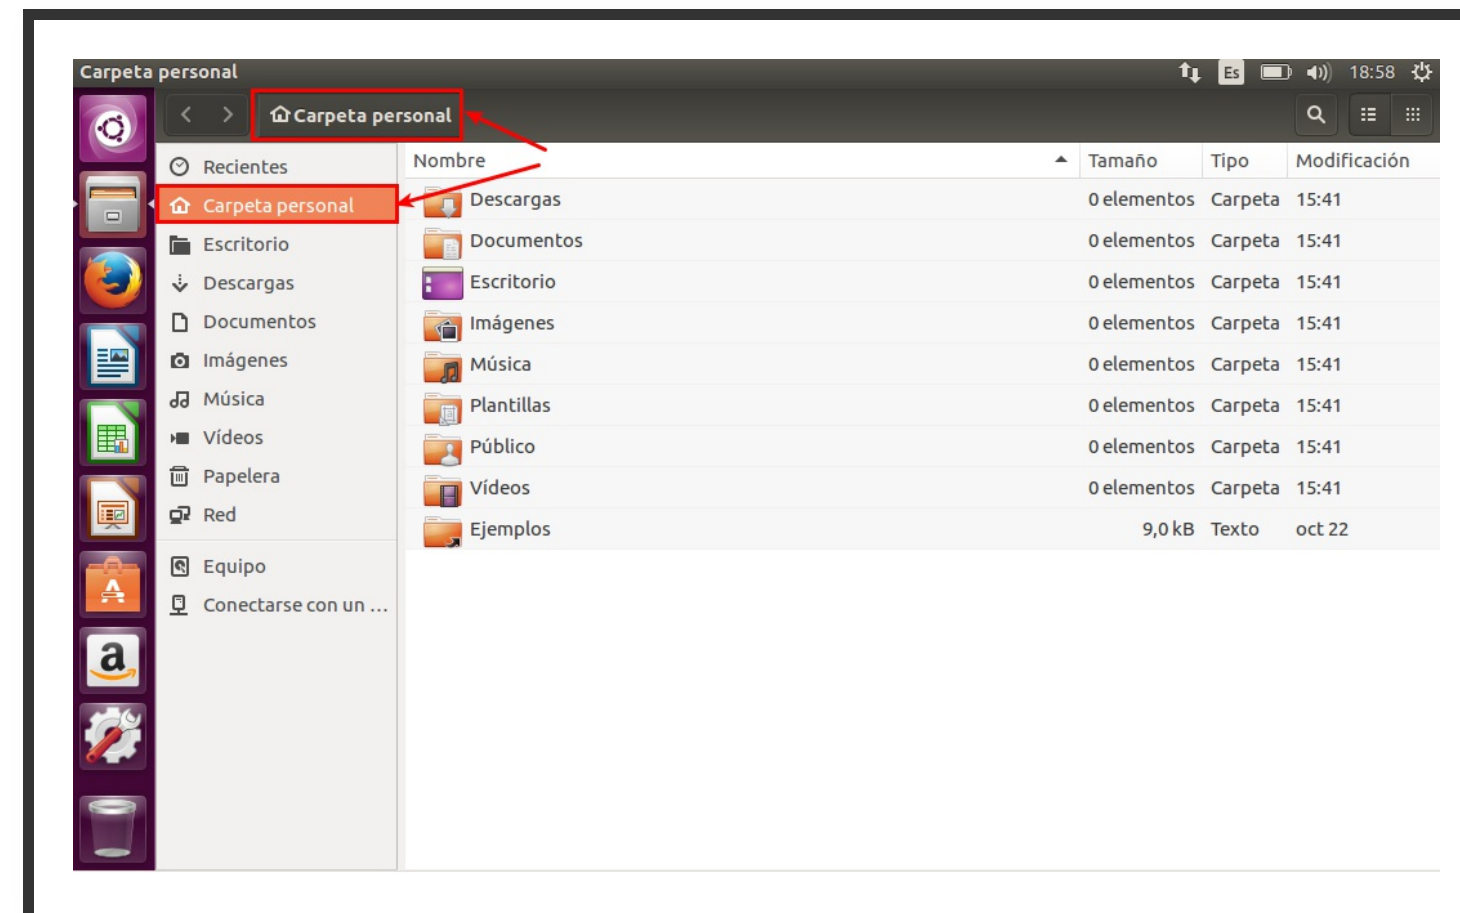 Carpeta personal
Es 18:58
Carpeta personal
Recientes
Carpeta personal
Escritorio
Descargas
Documentos
Imágenes
Música
Vídeos
Papelera
Red
Equipo
Conectarse con un ...
Nombre Tamaño Tipo Modificación
Descargas 0 elementos Carpeta 15:41
Documentos 0 elementos Carpeta 15:41
Escritorio 0 elementos Carpeta 15:41
Imágenes 0 elementos Carpeta 15:41
Música 0 elementos Carpeta 15:41
Plantillas 0 elementos Carpeta 15:41
Público 0 elementos Carpeta 15:41
Vídeos 0 elementos Carpeta 15:41
Ejemplos 9,0 kB Texto oct 22